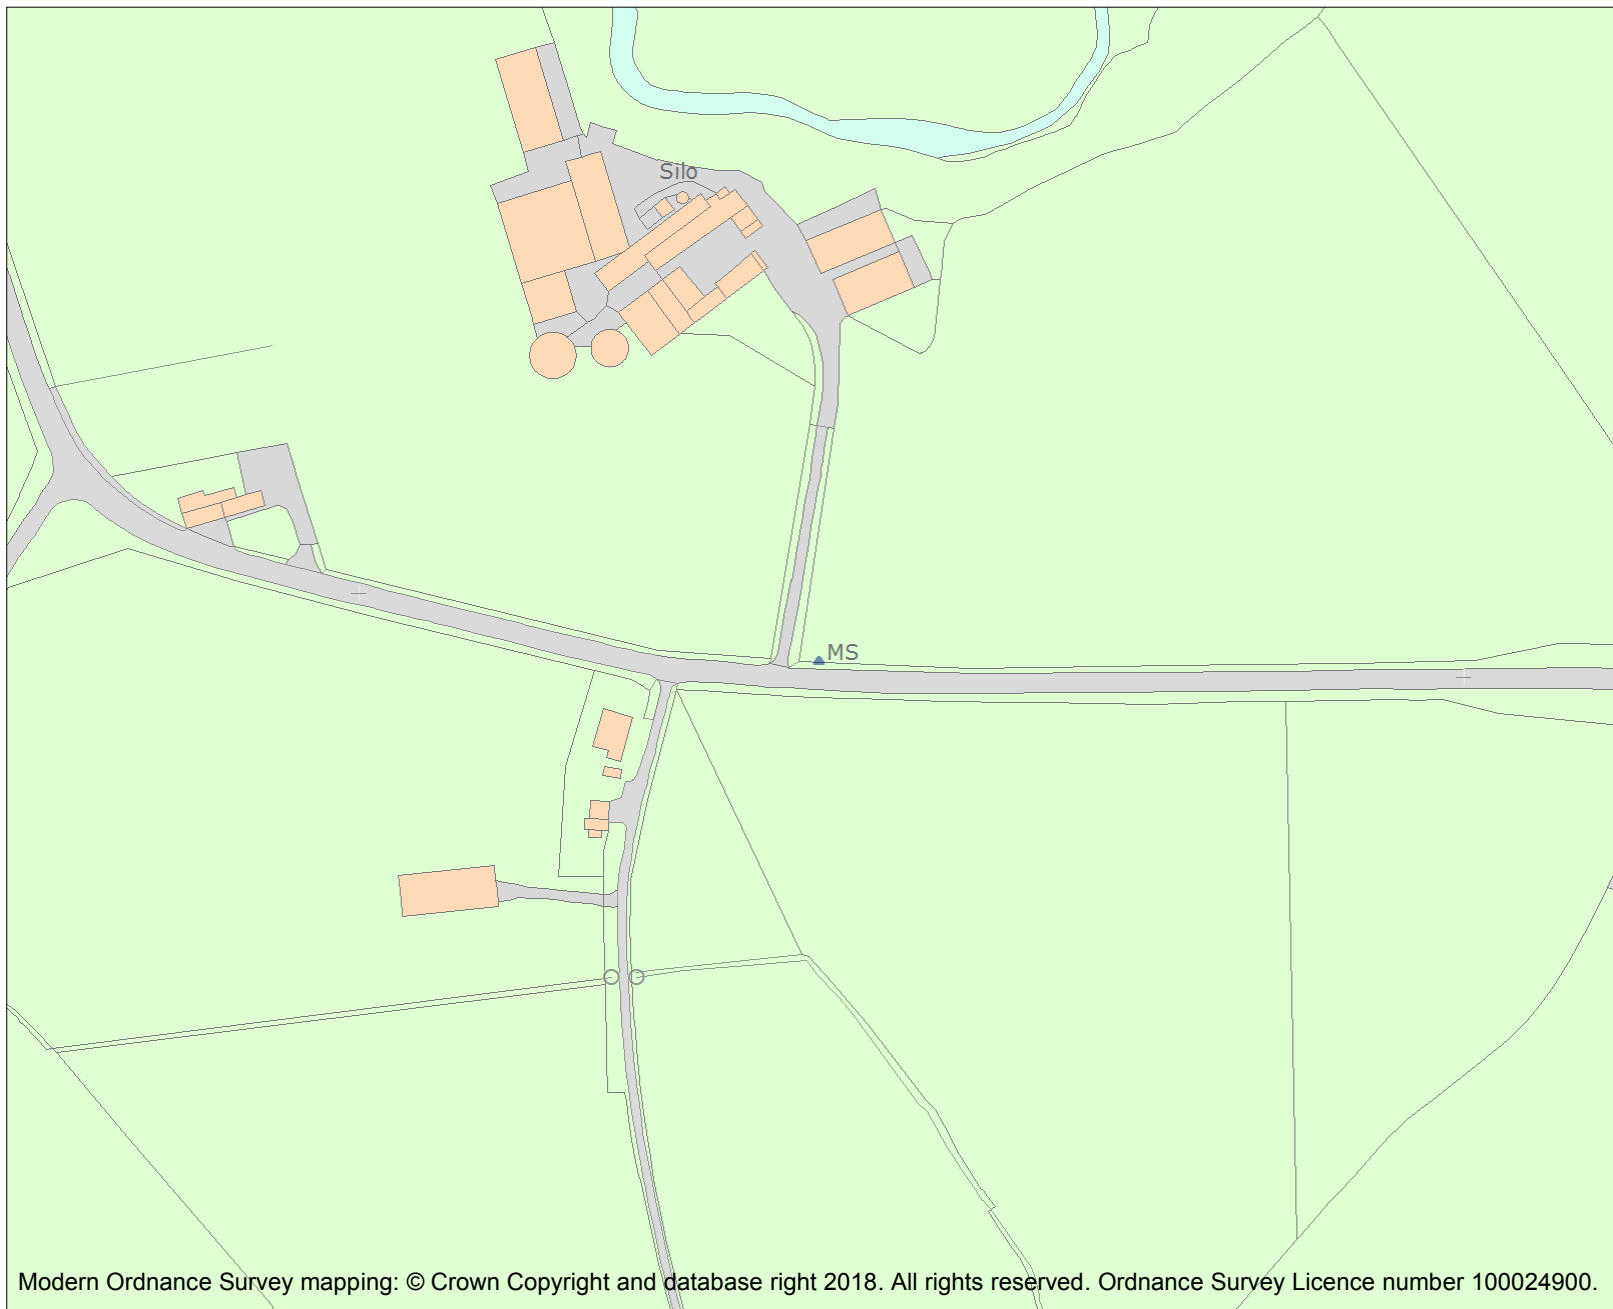 Silo
MS
Modern Ordnance Survey mapping: © Crown Copyright and database right 2018. All rights reserved. Ordnance Survey Licence number 100024900.